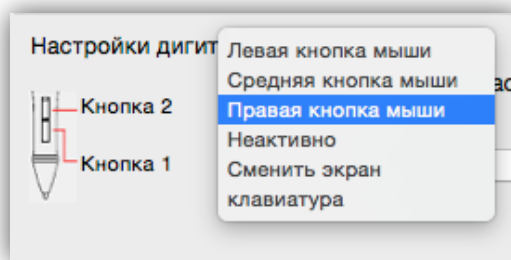 Настройки дигит
Левая кнопка мыши
Средняя кнопка мыши
Правая кнопка мыши
Неактивно
Сменить экран
клавиатура
Кнопка 2
Кнопка 1